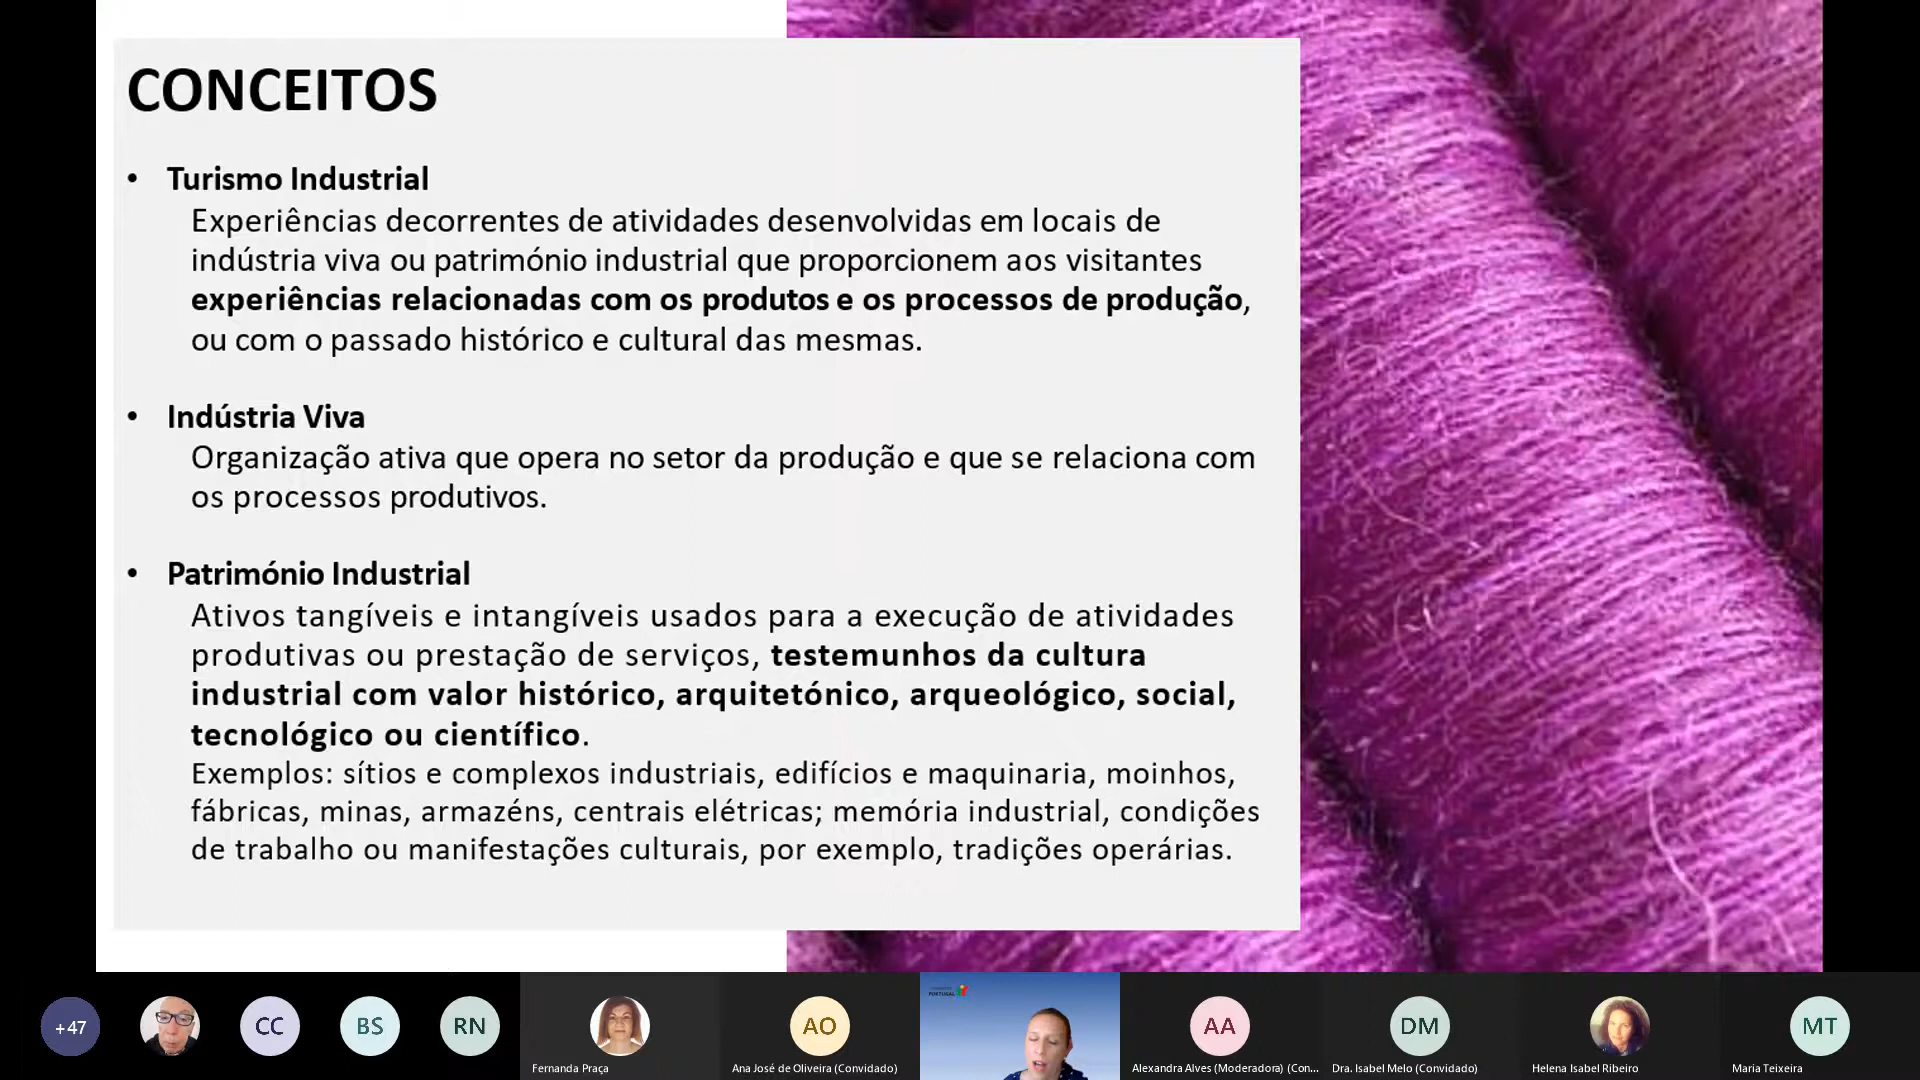 CONCEITOS
• Turismo Industrial
Experiências decorrentes de atividades desenvolvidas em locais de
indústria viva ou património industrial que proporcionem aos visitantes
experiências relacionadas com os produtos e os processos de produção,
ou com o passado histórico e cultural das mesmas.
• Indústria Viva
Organização ativa que opera no setor da produção e que se relaciona com
os processos produtivos.
• Património Industrial
Ativos tangíveis e intangíveis usados para a execução de atividades
produtivas ou prestação de serviços, testemunhos da cultura
industrial com valor histórico, arquitetónico, arqueológico, social,
tecnológico ou científico.
Exemplos: sítios e complexos industriais, edifícios e maquinaria, moinhos,
fábricas, minas, armazéns, centrais elétricas; memória industrial, condições
de trabalho ou manifestações culturais, por exemplo, tradições operárias.
+47
CC
BS
RN
Fernanda Praça
AO
Ana José de Oliveira (Convidado)
PORTUGAL
AA
Alexandra Alves (Moderadora) (Con...
DM
Dra. Isabel Melo (Convidado)
Helena Isabel Ribeiro
MT
Maria Teixeira